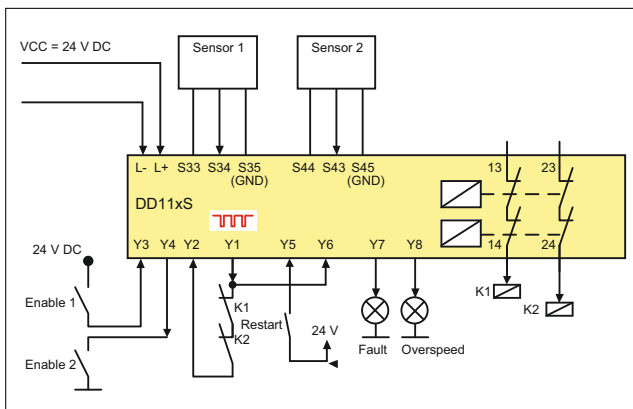 VCC = 24 V DC
Sensor 1
Sensor 2
L- L+ S33 S34 S35 S44 S43 S45
(GND) (GND)
13 23
DD11xS
14 24
Y3 Y4 Y2 Y1 Y5 Y6 Y7 Y8
24 V DC
K1
K2
Enable 1
K1
K2
Restart
24 V
Enable 2
Fault
Overspeed